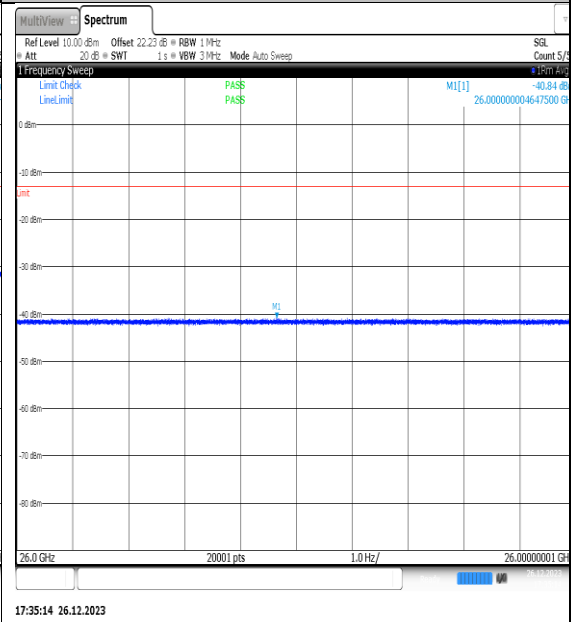 MultiView Spectrum
Ref Level 10.00 dBm Offset 22.23 dB RBW 1 MHz SGL
Att 20 dB SWT 1 s VBW 3 MHz Mode Auto Sweep Count 5/5
1 Frequency Sweep 1Rm Avg
Limit Check PASS M1[1] -40.84 dB
LineLimit PASS 26.000000004647500 GH
0 dBm
-10 dBm
Limit
-20 dBm
-30 dBm
M1
-40 dBm
-50 dBm
-60 dBm
-70 dBm
-80 dBm
26.0 GHz 20001 pts 1.0 Hz/ 26.00000001 GH
26.12.2023
17:35:14 26.12.2023